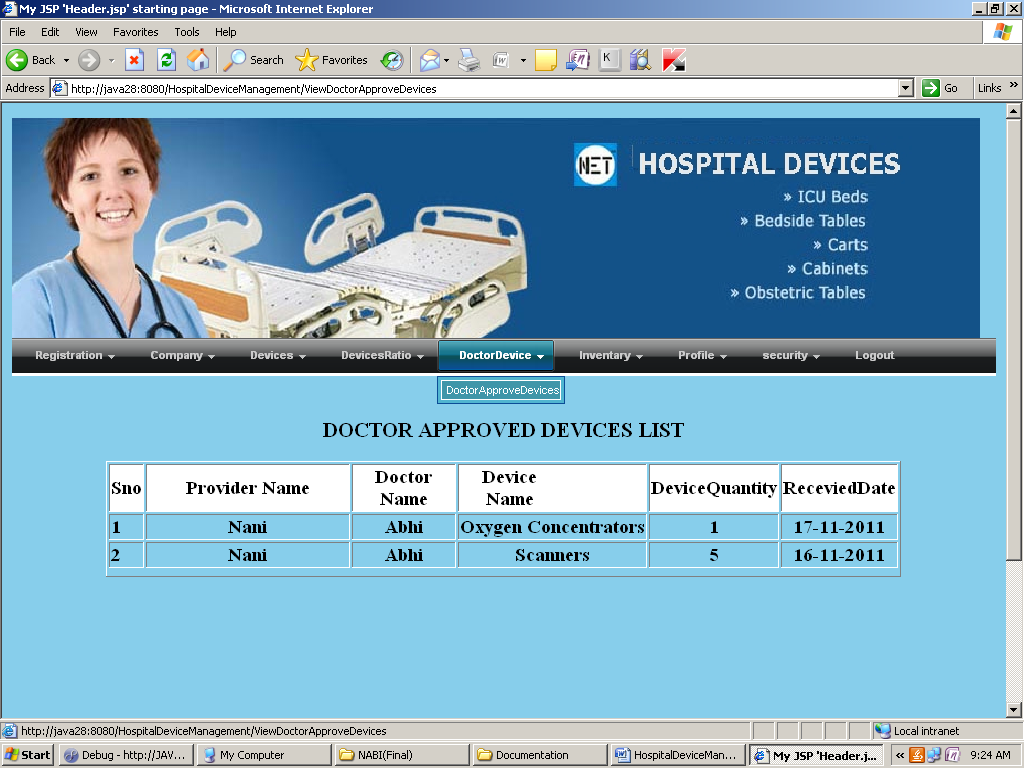 My JSP 'Header.jsp' starting page - Microsoft Internet Explorer
File Edit View Favorites Tools Help
Back Search Favorites
Address http://java28:8080/HospitalDeviceManagement/ViewDoctorApproveDevices Go Links »
NET HOSPITAL DEVICES
» ICU Beds
» Bedside Tables
» Carts
» Cabinets
» Obstetric Tables
Registration Company Devices DevicesRatio DoctorDevice Inventory Profile security Logout
DoctorApproveDevices
DOCTOR APPROVED DEVICES LIST
Sno Provider Name Doctor Name Device Name DeviceQuantity ReceviedDate
1 Nani Abhi Oxygen Concentrators 1 17-11-2011
2 Nani Abhi Scanners 5 16-11-2011
http://java28:8080/HospitalDeviceManagement/ViewDoctorApproveDevices Local intranet
Start Debug - http://JAV... My Computer NABI(Final) Documentation HospitalDeviceMan... My JSP 'Header.j... « 9:24 AM